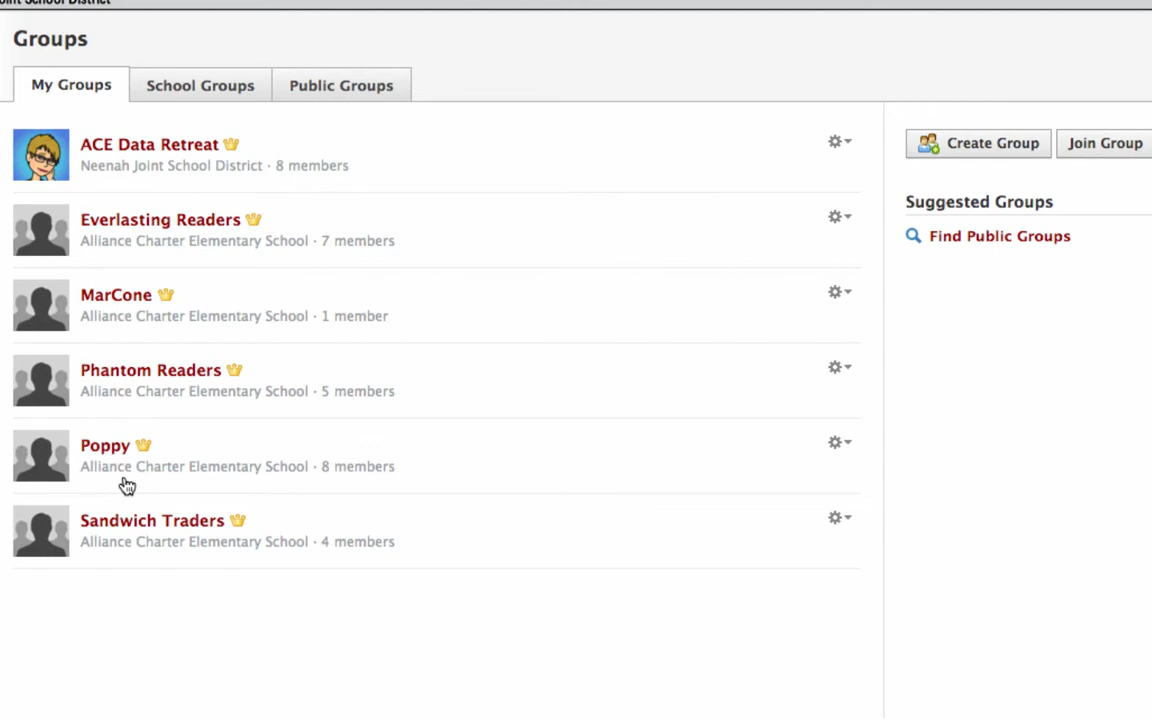 Joint School District
Groups
My Groups
School Groups
Public Groups
ACE Data Retreat
Neenah Joint School District · 8 members
Everlasting Readers
Alliance Charter Elementary School · 7 members
MarCone
Alliance Charter Elementary School · 1 member
Phantom Readers
Alliance Charter Elementary School · 5 members
Poppy
Alliance Charter Elementary School · 8 members
Sandwich Traders
Alliance Charter Elementary School · 4 members
Create Group
Join Group
Suggested Groups
Find Public Groups